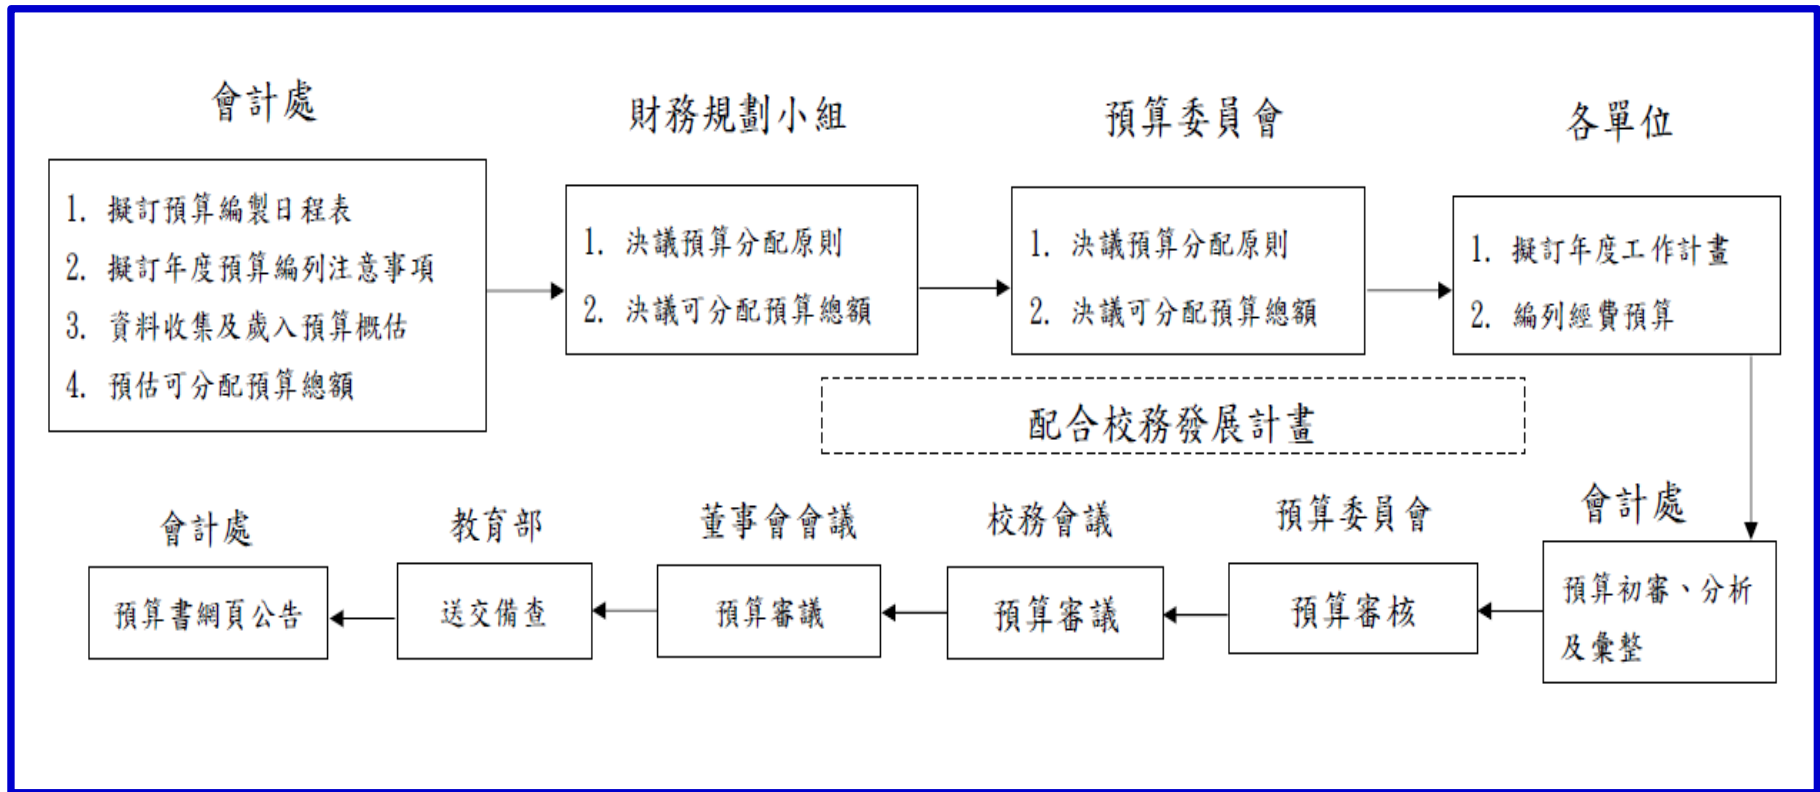 會計處
1. 擬訂預算編製日程表
2. 擬訂年度預算編列注意事項
3. 資料收集及歲入預算概估
4. 預估可分配預算總額
財務規劃小組
1. 決議預算分配原則
2. 決議可分配預算總額
預算委員會
1. 決議預算分配原則
2. 決議可分配預算總額
各單位
1. 擬訂年度工作計畫
2. 編列經費預算
配合校務發展計畫
會計處
預算初審、分析
及彙整
預算委員會
預算審核
校務會議
預算審議
董事會會議
預算審議
教育部
送交備查
會計處
預算書網頁公告